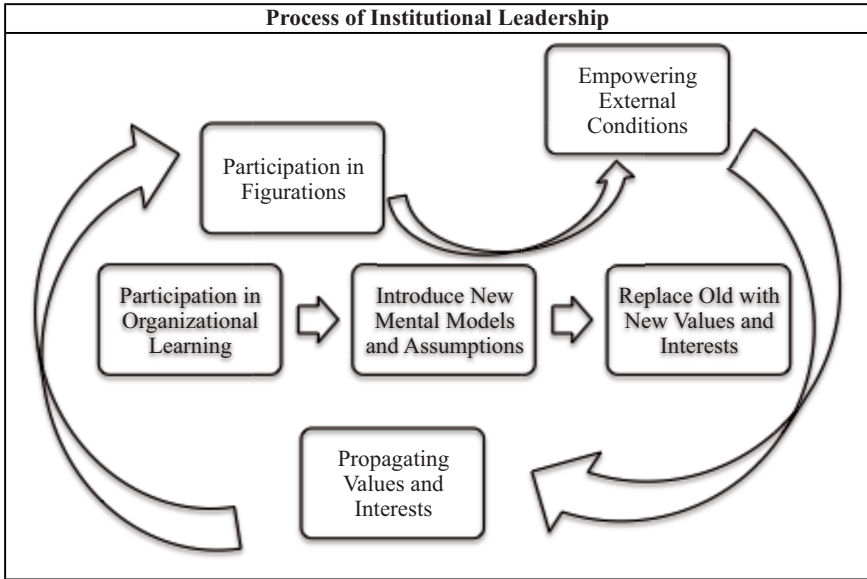 Process of Institutional Leadership
Empowering
External
Conditions
Participation in
Figurations
Participation in
Organizational
Learning
Introduce New
Mental Models
and Assumptions
Replace Old with
New Values and
Interests
Propagating
Values and
Interests